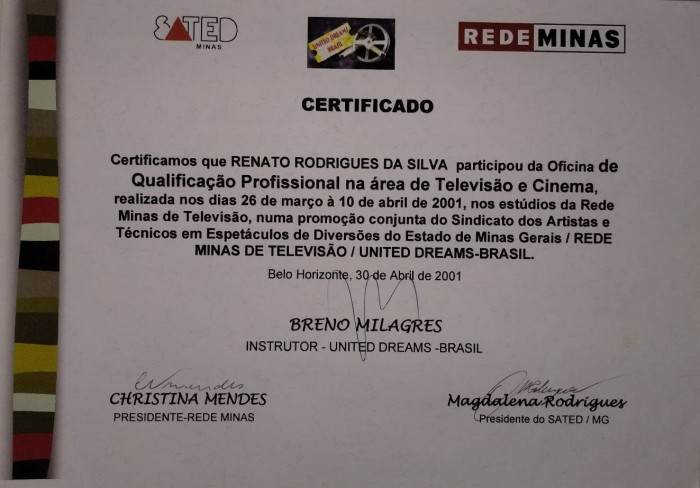 SATED
MINAS
UNITED DREAMS
BRASIL
REDE MINAS
CERTIFICADO
Certificamos que RENATO RODRIGUES DA SILVA participou da Oficina de
Qualificação Profissional na área de Televisão e Cinema,
realizada nos dias 26 de março à 10 de abril de 2001, nos estúdios da Rede
Minas de Televisão, numa promoção conjunta do Sindicato dos Artistas e
Técnicos em Espetáculos de Diversões do Estado de Minas Gerais / REDE
MINAS DE TELEVISÃO / UNITED DREAMS-BRASIL.
Belo Horizonte, 30 de Abril de 2001
BRENO MILAGRES
INSTRUTOR - UNITED DREAMS -BRASIL
CHRISTINA MENDES
PRESIDENTE-REDE MINAS
Magdalena Rodrigues
Presidente do SATED / MG